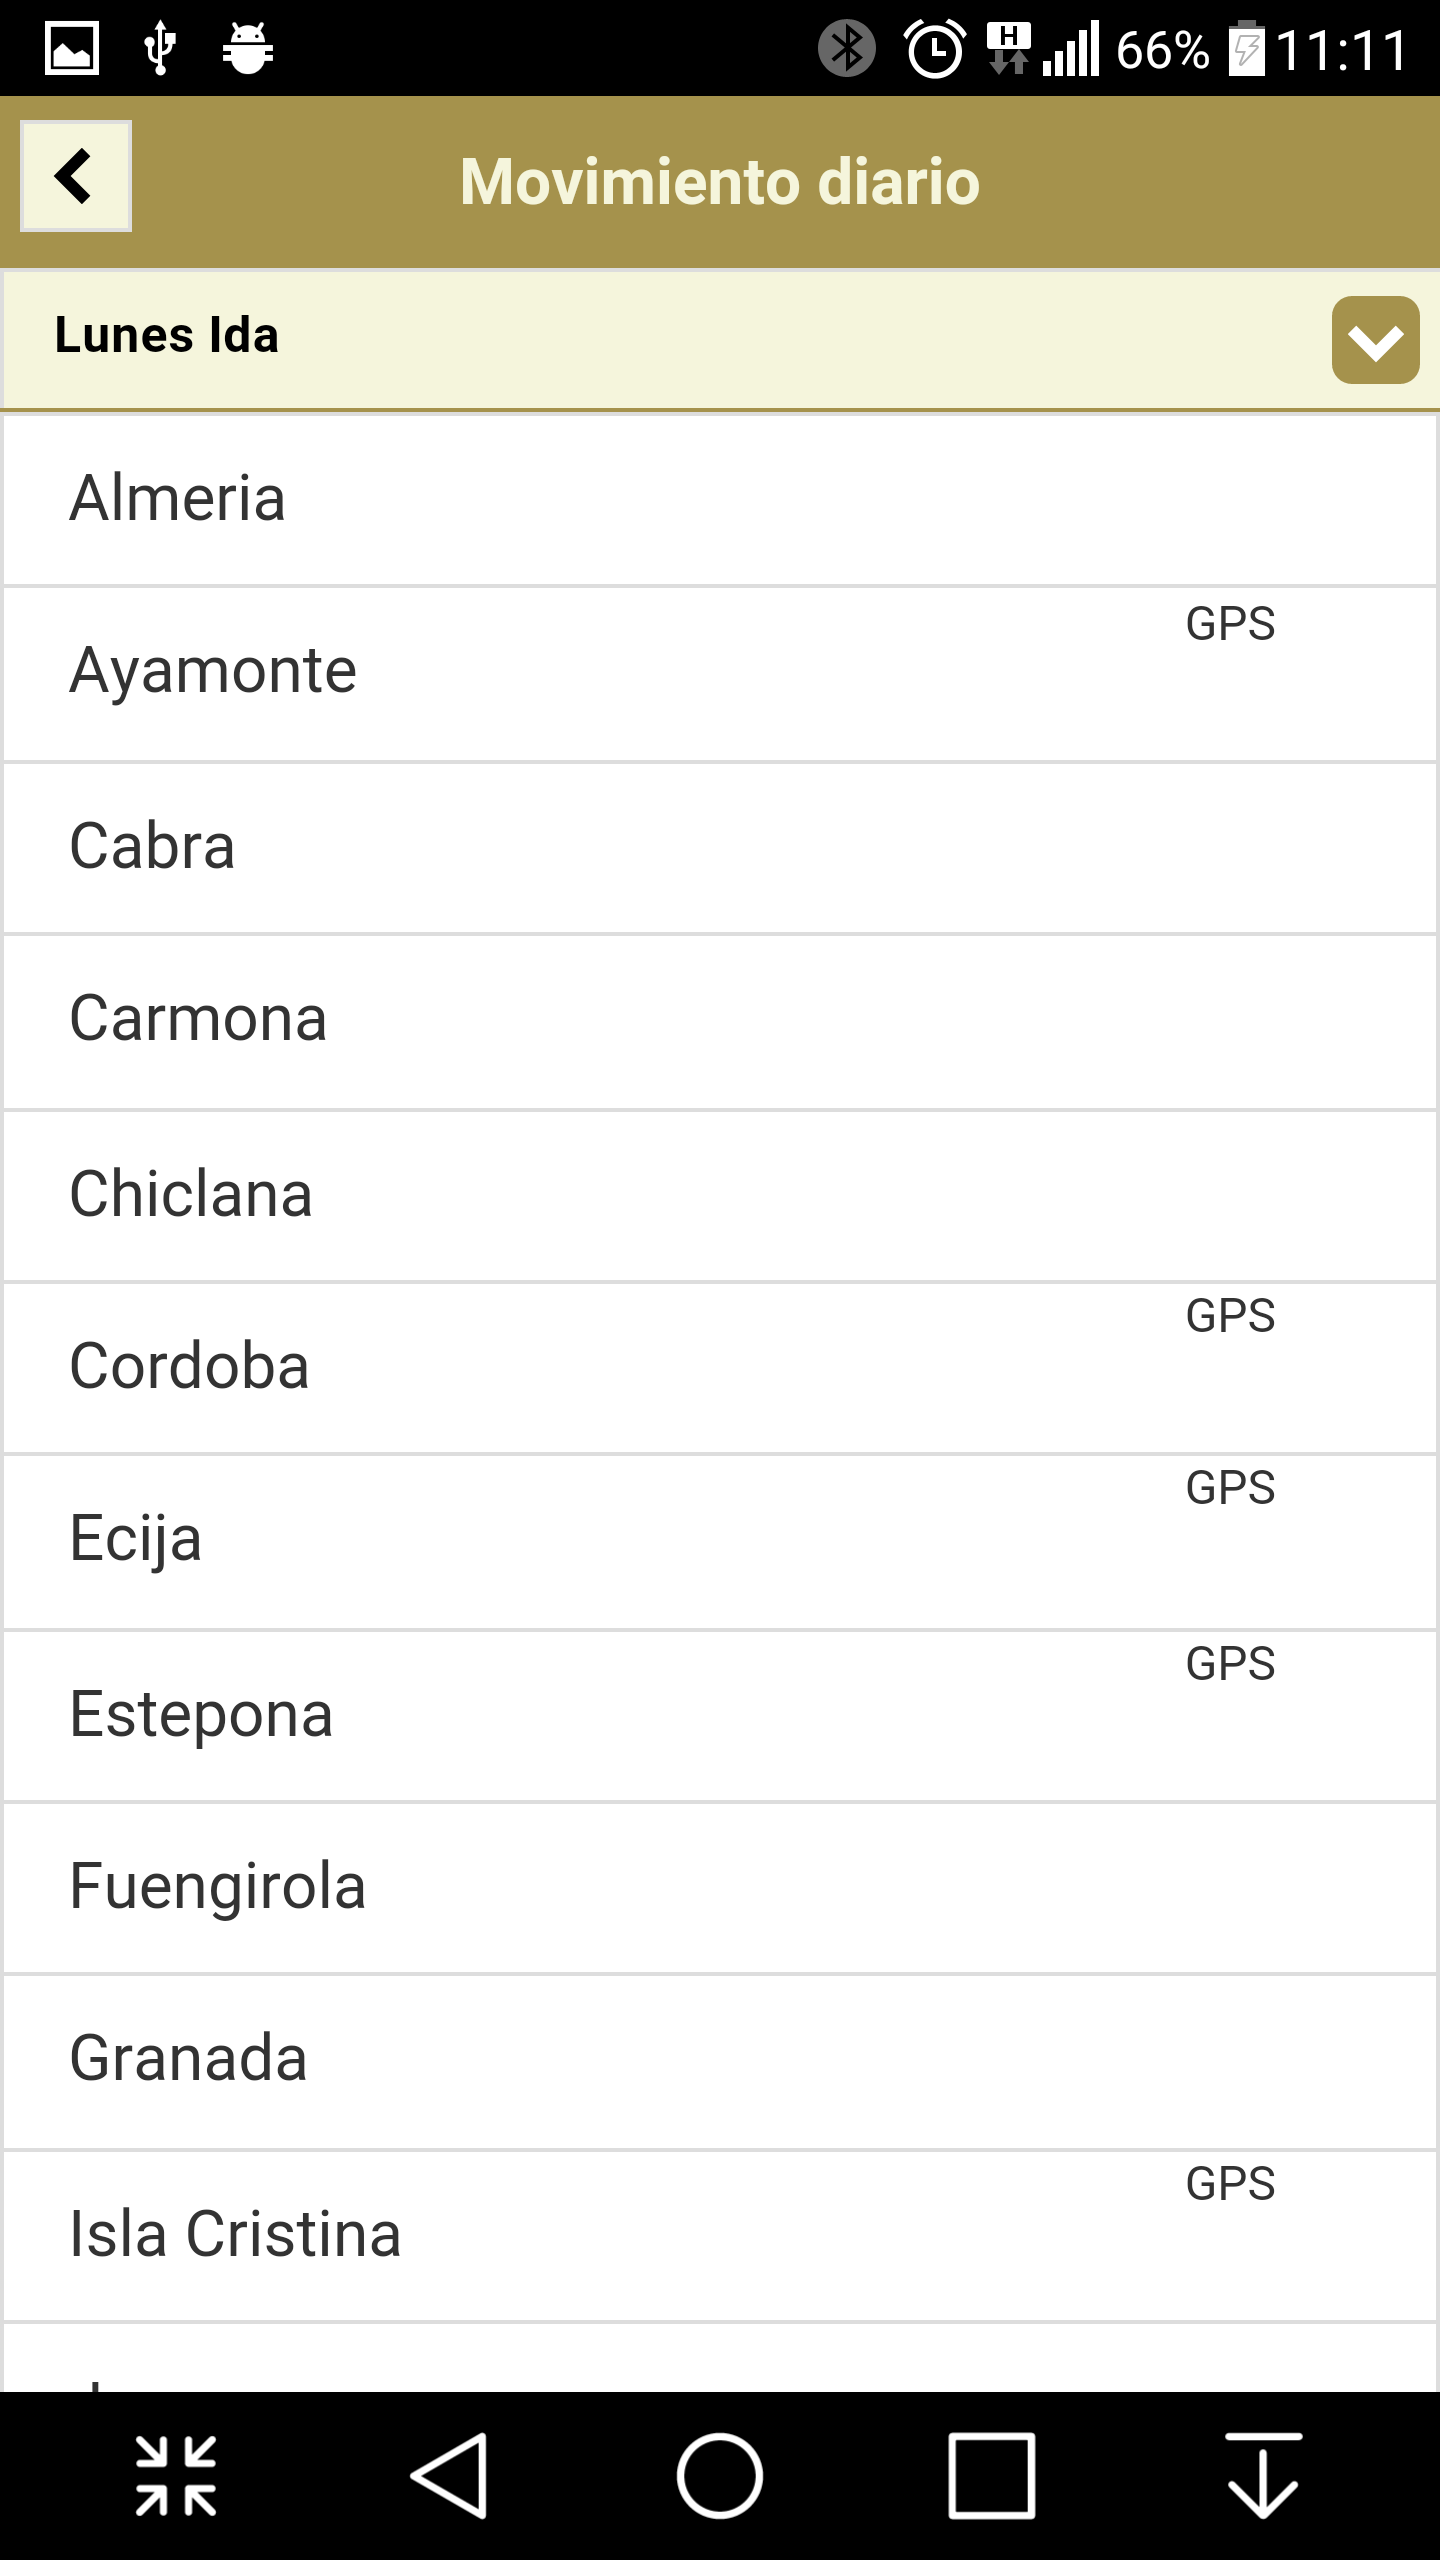 H 66% 11:11
Movimiento diario
Lunes Ida
Almeria
GPS
Ayamonte
Cabra
Carmona
Chiclana
GPS
Cordoba
GPS
Ecija
GPS
Estepona
Fuengirola
Granada
GPS
Isla Cristina